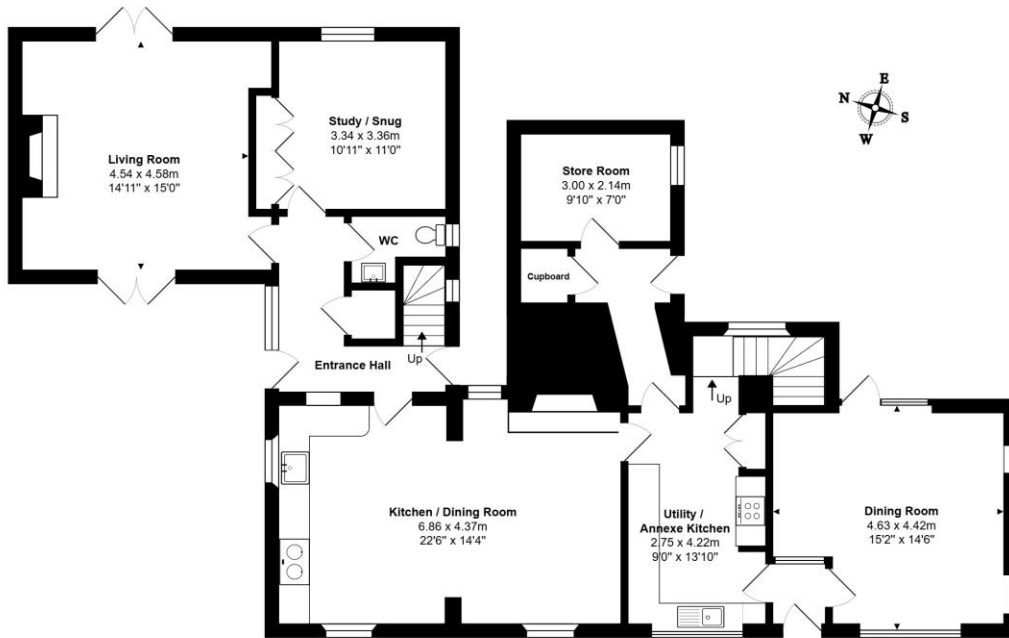 Living Room
4.54 x 4.58m
14'11" x 15'0"
Study / Snug
3.34 x 3.36m
10'11" x 11'0"
E
N
S
W
Store Room
3.00 x 2.14m
9'10" x 7'0"
WC
Cupboard
Up
Entrance Hall
Up
Kitchen / Dining Room
6.86 x 4.37m
22'6" x 14'4"
Utility /
Annexe Kitchen
2.75 x 4.22m
9'0" x 13'10"
Dining Room
4.63 x 4.42m
15'2" x 14'6"